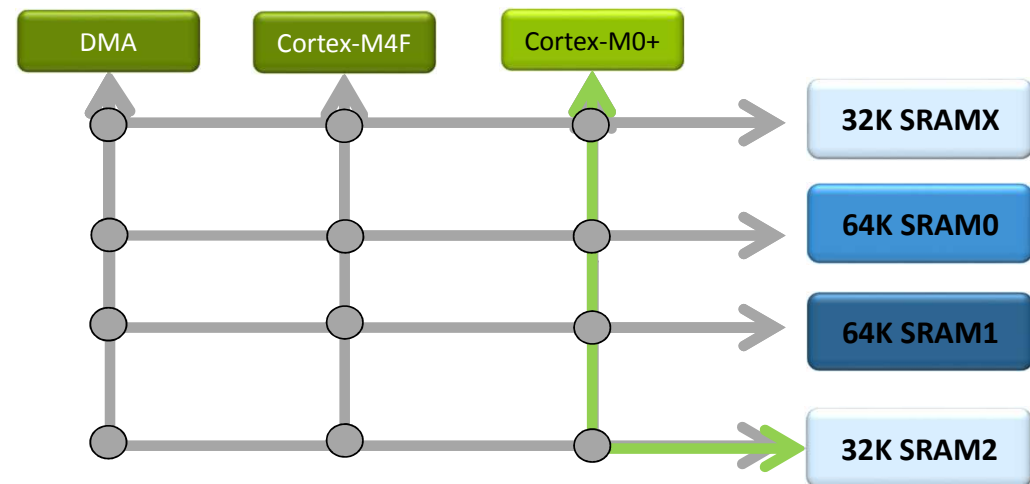 DMA
Cortex-M4F
Cortex-M0+
32K SRAMX
64K SRAM0
64K SRAM1
32K SRAM2